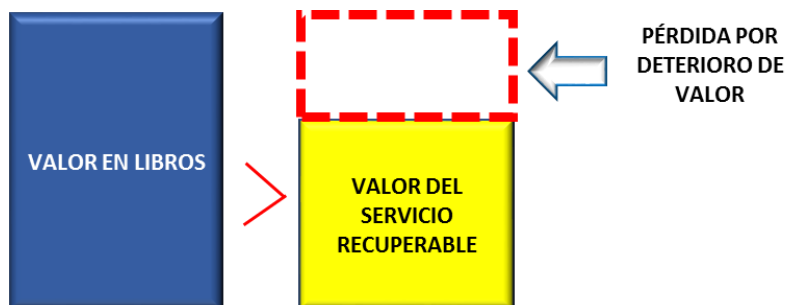 VALOR EN LIBROS
>
VALOR DEL
SERVICIO
RECUPERABLE
PÉRDIDA POR
DETERIORO DE
VALOR